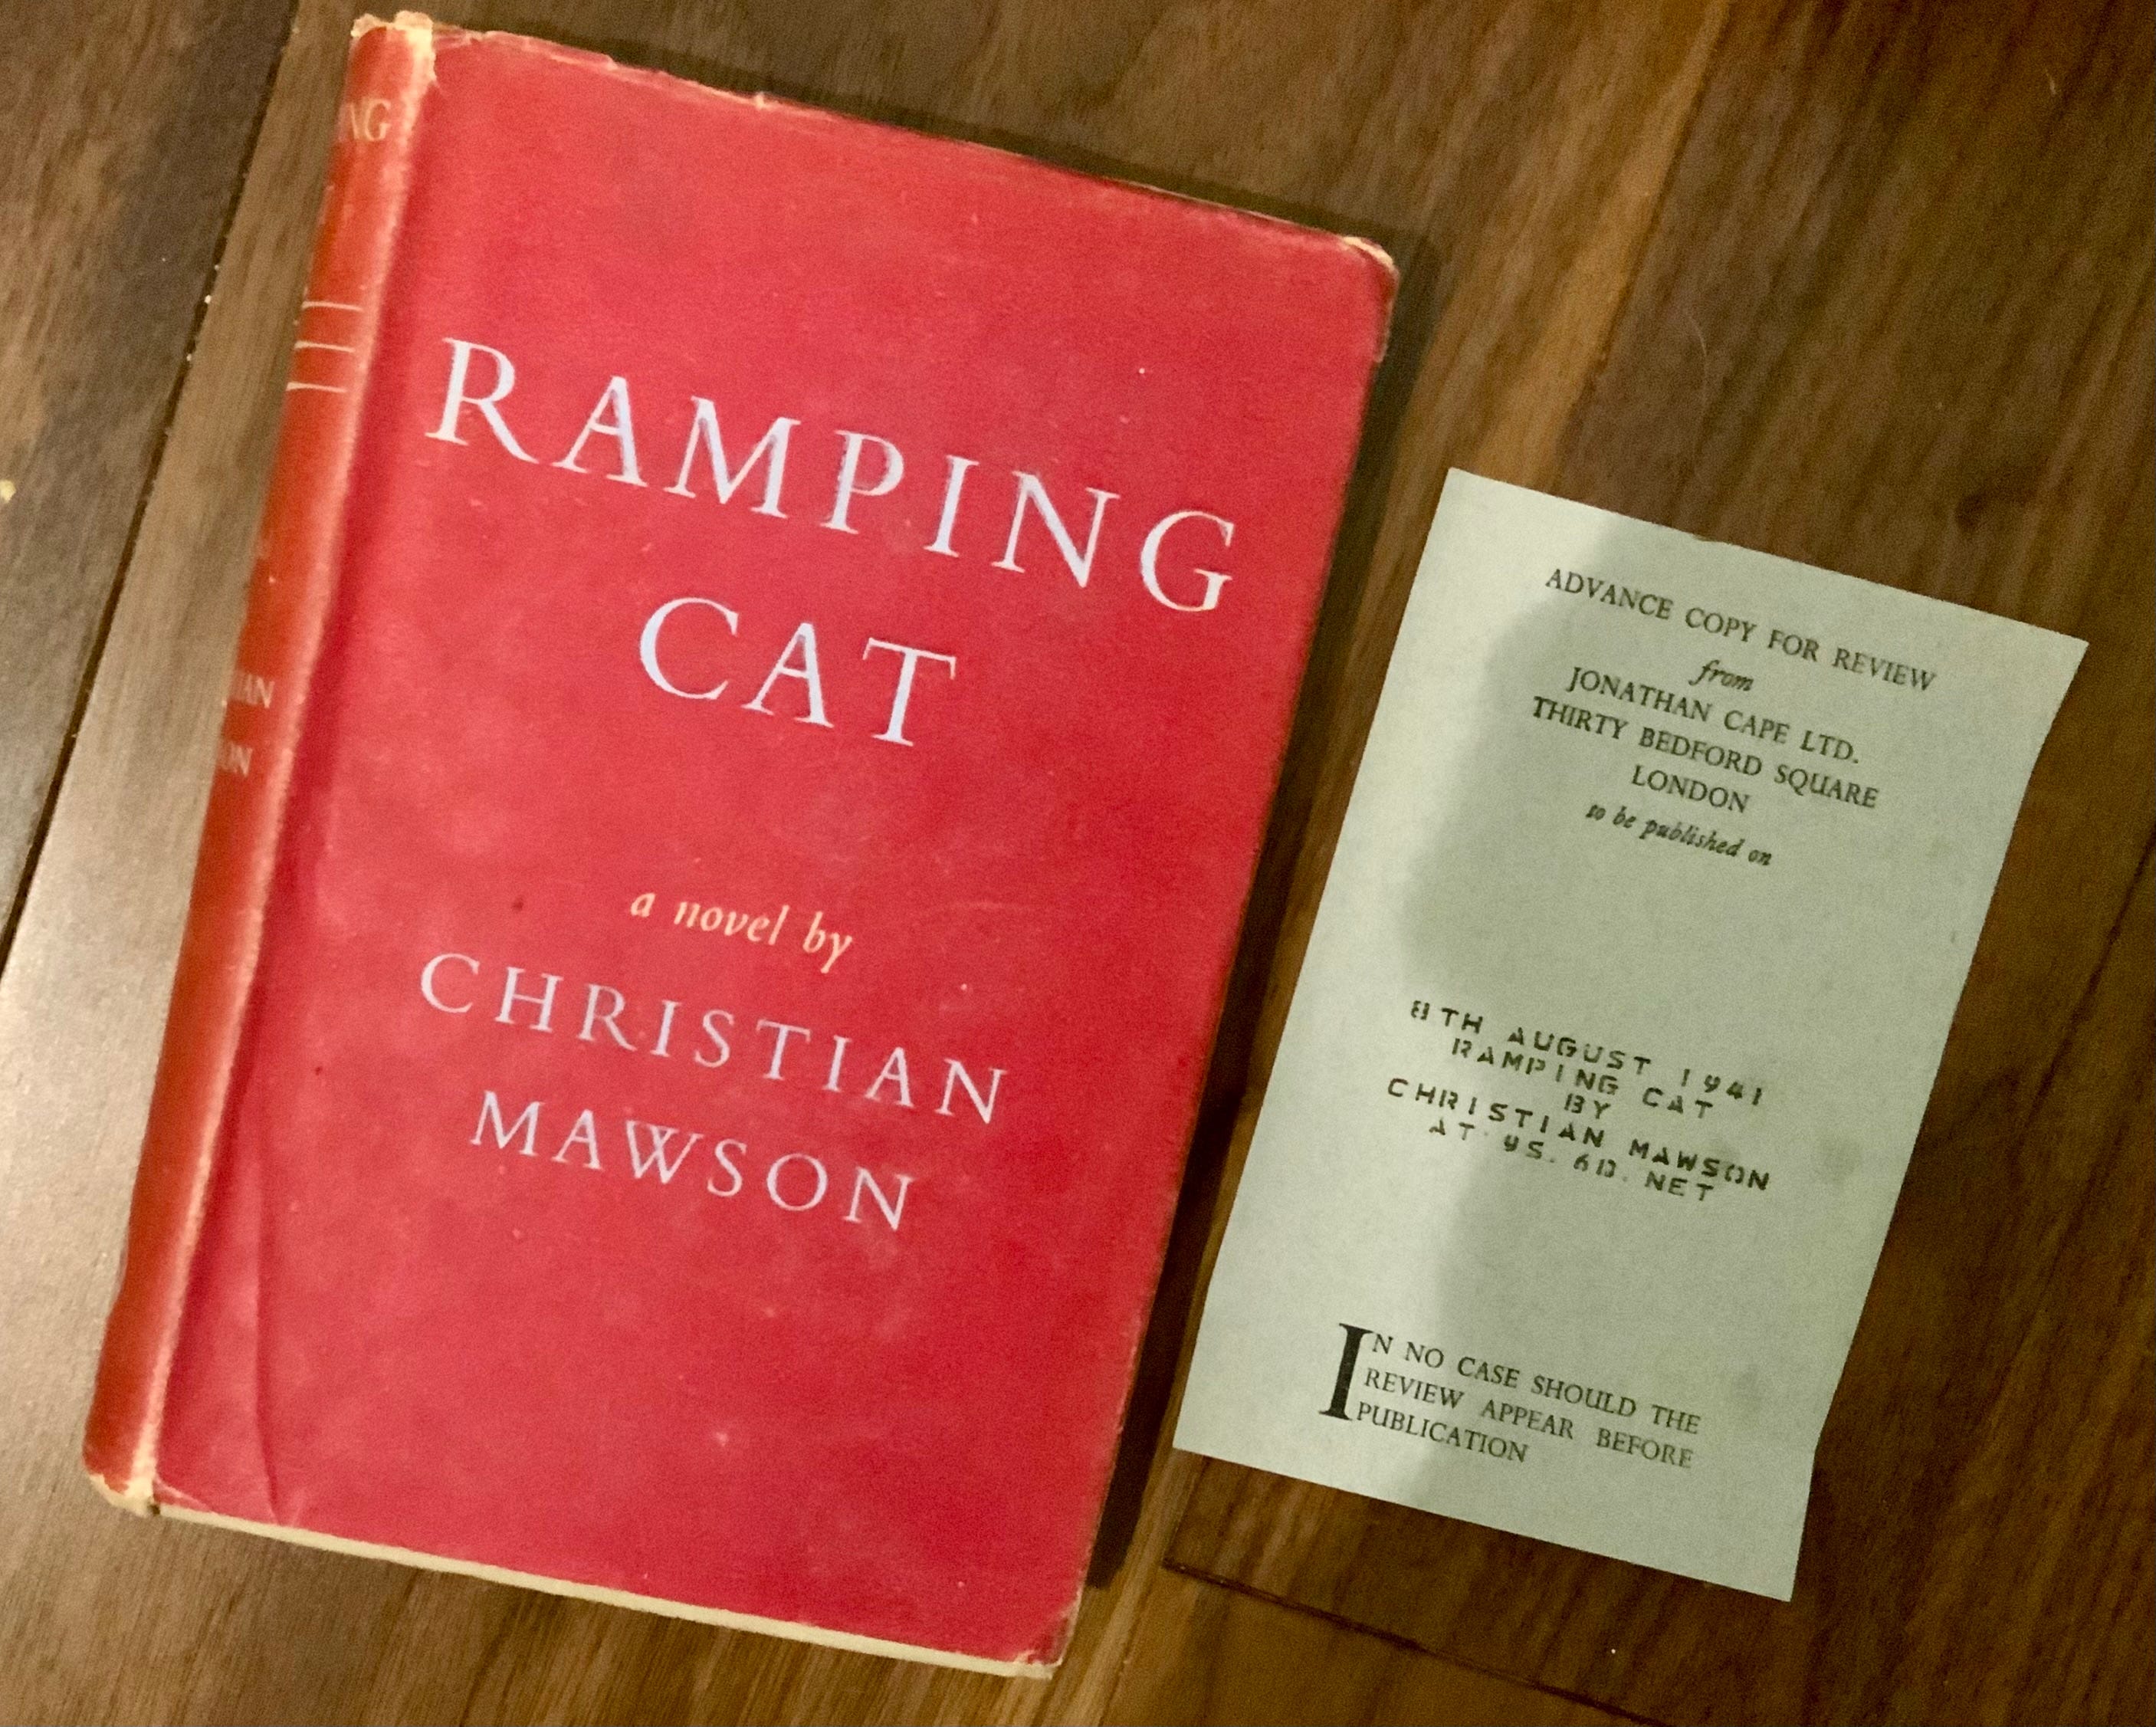 RAMPING
CAT
a novel by
CHRISTIAN
MAWSON
ADVANCE COPY FOR REVIEW
from
JONATHAN CAPE LTD.
THIRTY BEDFORD SQUARE
LONDON
to be published on
8TH AUGUST 1941
RAMPING CAT
BY
CHRISTIAN MAWSON
AT 9S. 6D. NET
IN NO CASE SHOULD THE
REVIEW APPEAR BEFORE
PUBLICATION